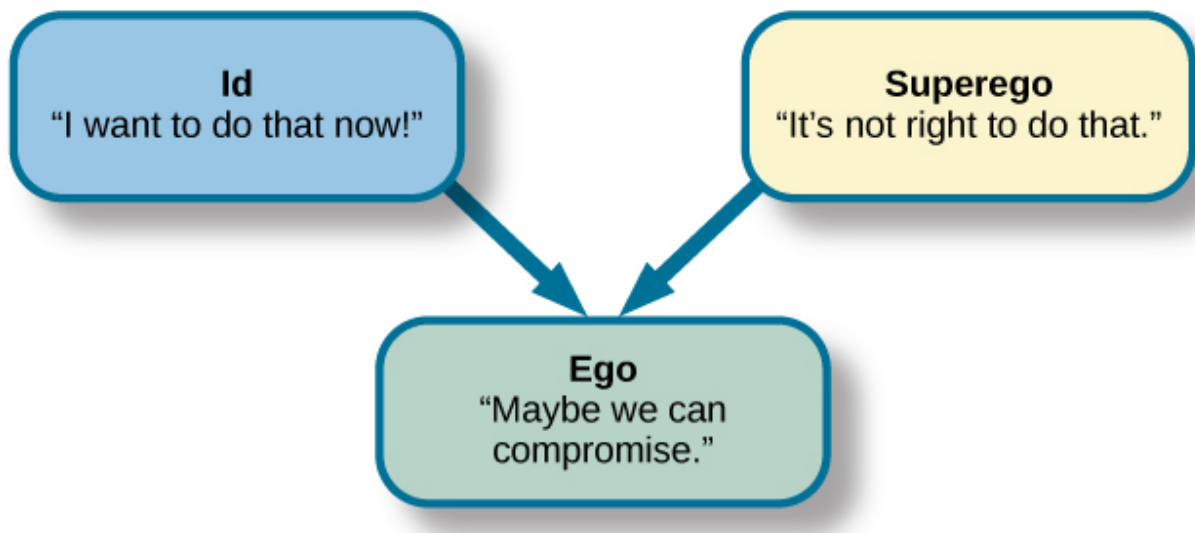 Id
“I want to do that now!”
Superego
“It’s not right to do that.”
Ego
“Maybe we can
compromise.”